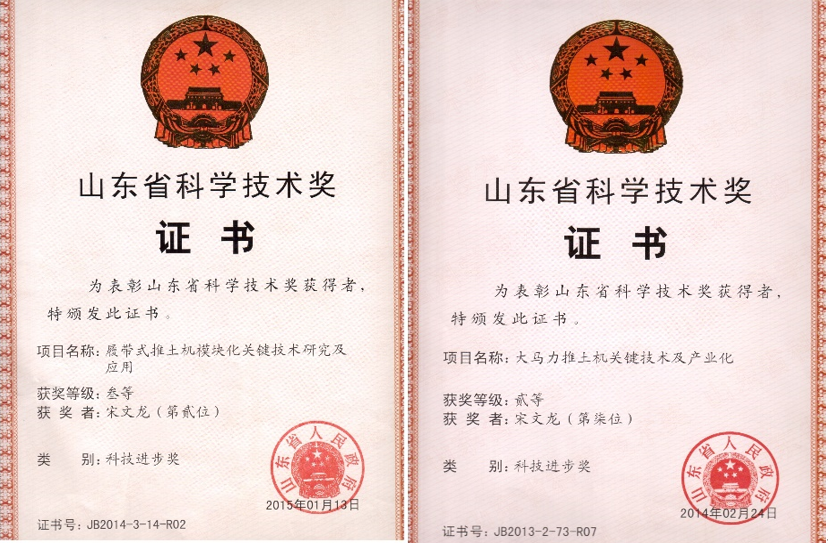 山东省科学技术奖
证书
为表彰山东省科学技术奖获得者，
特颁发此证书。
项目名称：履带式推土机模块化关键技术研究及
应用
获奖等级：叁等
获奖者：宋文龙（第贰位）
类别：科技进步奖
山东省人民政府
2015年01月13日
证书号：JB2014-3-14-R02
山东省科学技术奖
证书
为表彰山东省科学技术奖获得者，
特颁发此证书。
项目名称：大马力推土机关键技术及产业化
获奖等级：贰等
获奖者：宋文龙（第柒位）
类别：科技进步奖
山东省人民政府
2014年02月24日
证书号：JB2013-2-73-R07